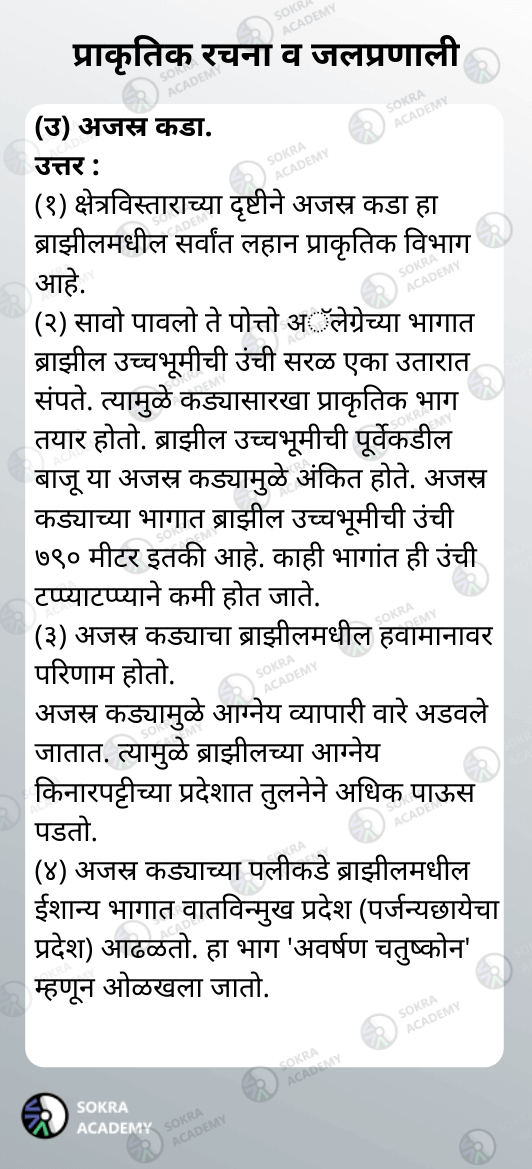 प्राकृतिक रचना व जलप्रणाली
(उ) अजस्र कडा.
उत्तर :
(१) क्षेत्रविस्ताराच्या दृष्टीने अजस्र कडा हा
ब्राझीलमधील सर्वांत लहान प्राकृतिक विभाग
आहे.
(२) सावो पावलो ते पोत्तो अॅलेग्रेच्या भागात
ब्राझील उच्चभूमीची उंची सरळ एका उतारात
संपते. त्यामुळे कड्यासारखा प्राकृतिक भाग
तयार होतो. ब्राझील उच्चभूमीची पूर्वेकडील
बाजू या अजस्र कड्यामुळे अंकित होते. अजस्र
कड्याच्या भागात ब्राझील उच्चभूमीची उंची
७९० मीटर इतकी आहे. काही भागांत ही उंची
टप्प्याटप्प्याने कमी होत जाते.
(३) अजस्र कड्याचा ब्राझीलमधील हवामानावर
परिणाम होतो.
अजस्र कड्यामुळे आग्नेय व्यापारी वारे अडवले
जातात. त्यामुळे ब्राझीलच्या आग्नेय
किनारपट्टीच्या प्रदेशात तुलनेने अधिक पाऊस
पडतो.
(४) अजस्र कड्याच्या पलीकडे ब्राझीलमधील
ईशान्य भागात वातविन्मुख प्रदेश (पर्जन्यछायेचा
प्रदेश) आढळतो. हा भाग 'अवर्षण चतुष्कोन'
म्हणून ओळखला जातो.
SOKRA
ACADEMY